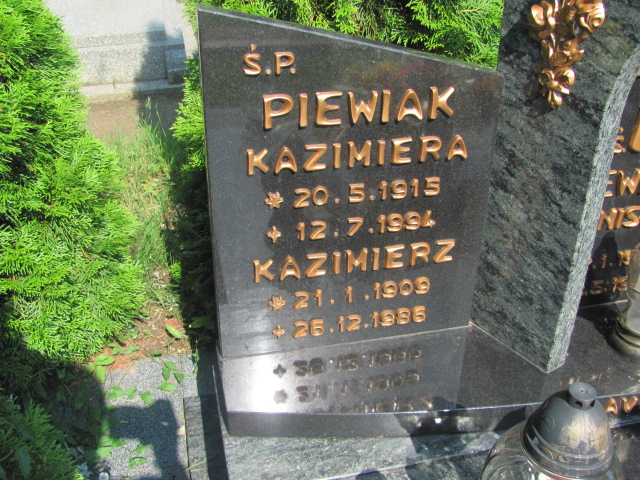 Ś.P.
PIEWIAK
KAZIMIERA
* 20.5.1915
+ 12.7.1994
KAZIMIERZ
* 21.1.1909
+ 26.12.1986